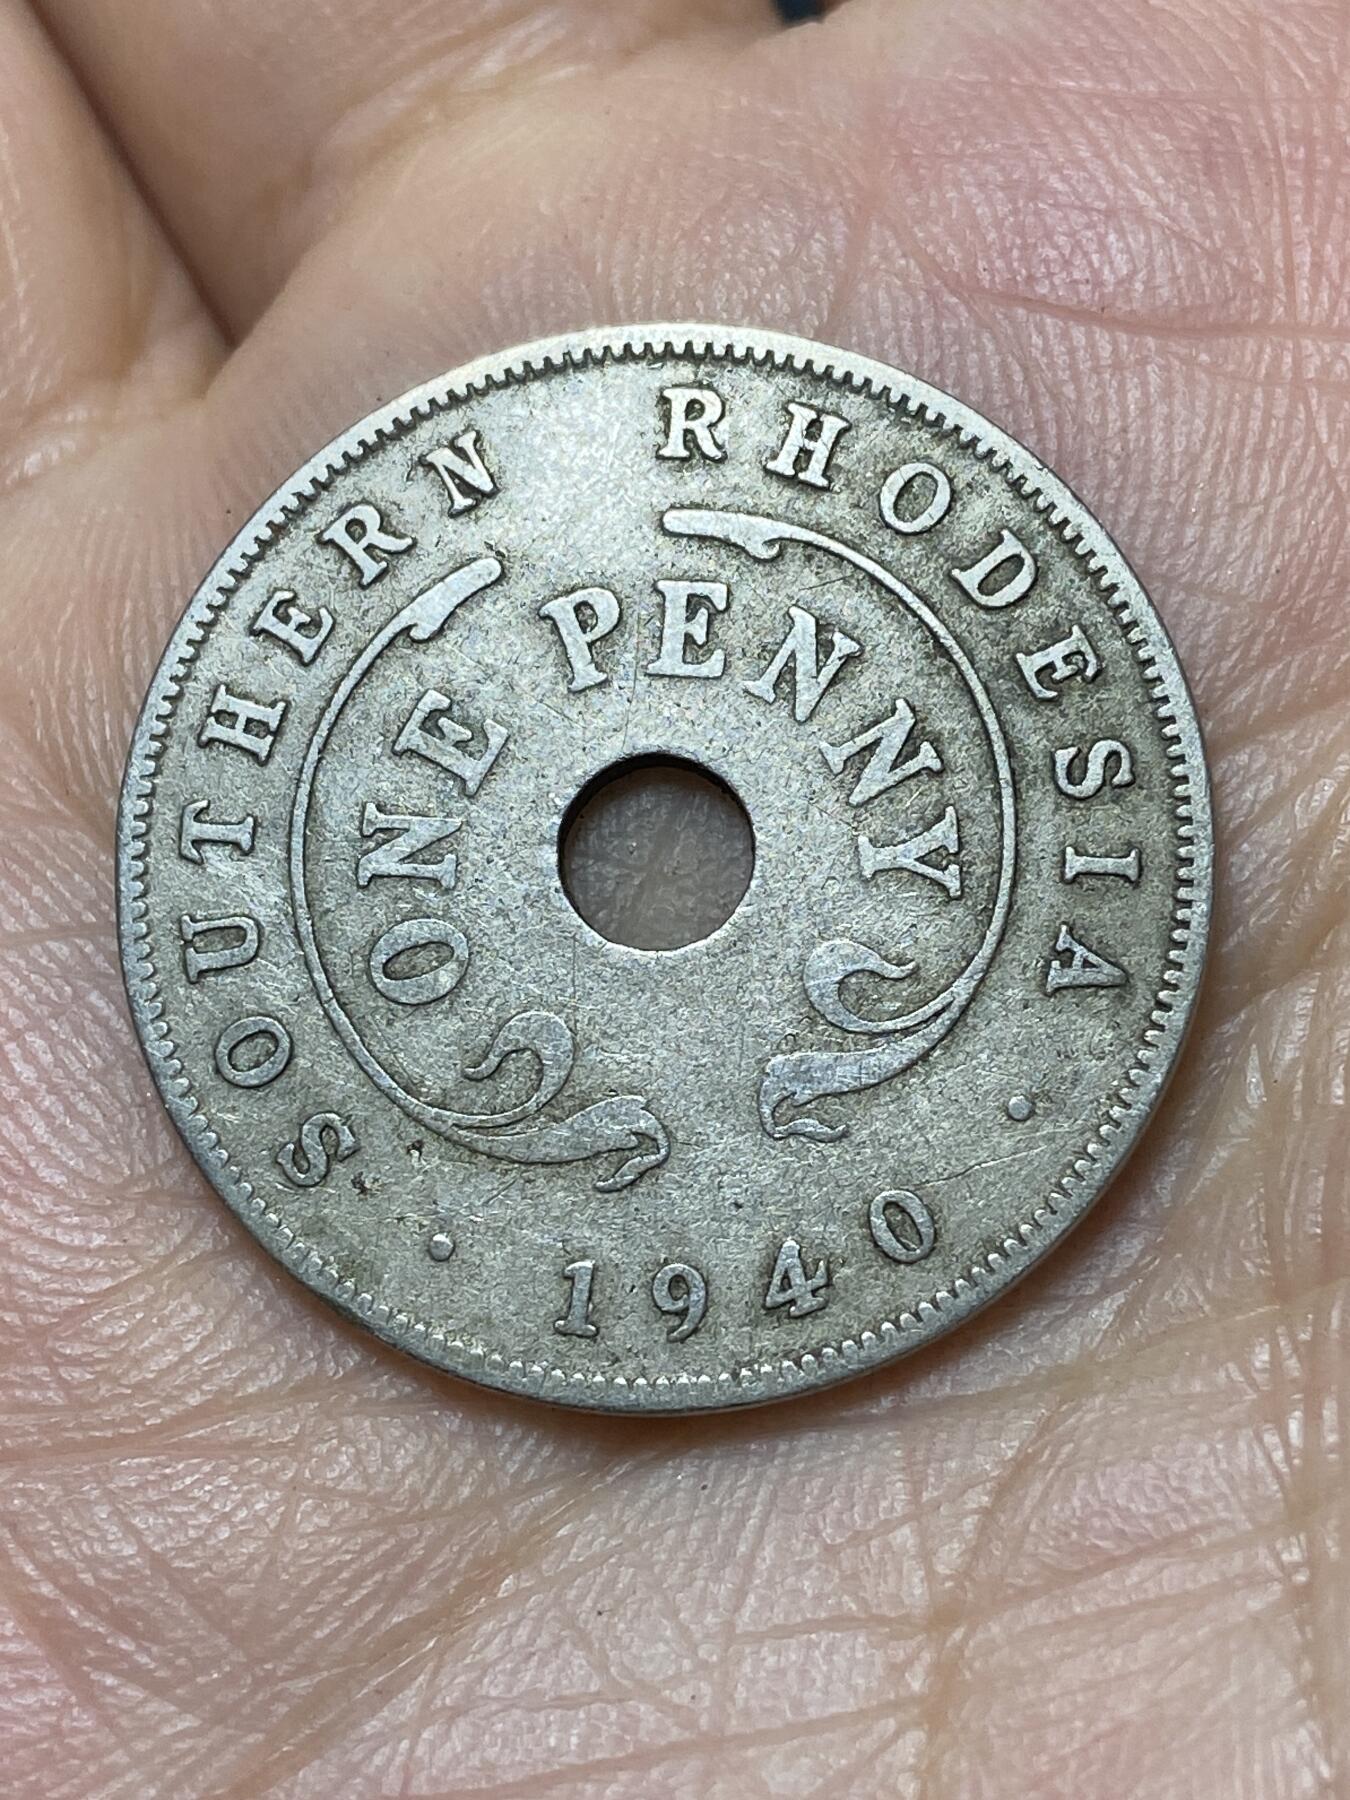 SOUTHERN RHODESIA
ONE PENNY
· 1940 ·